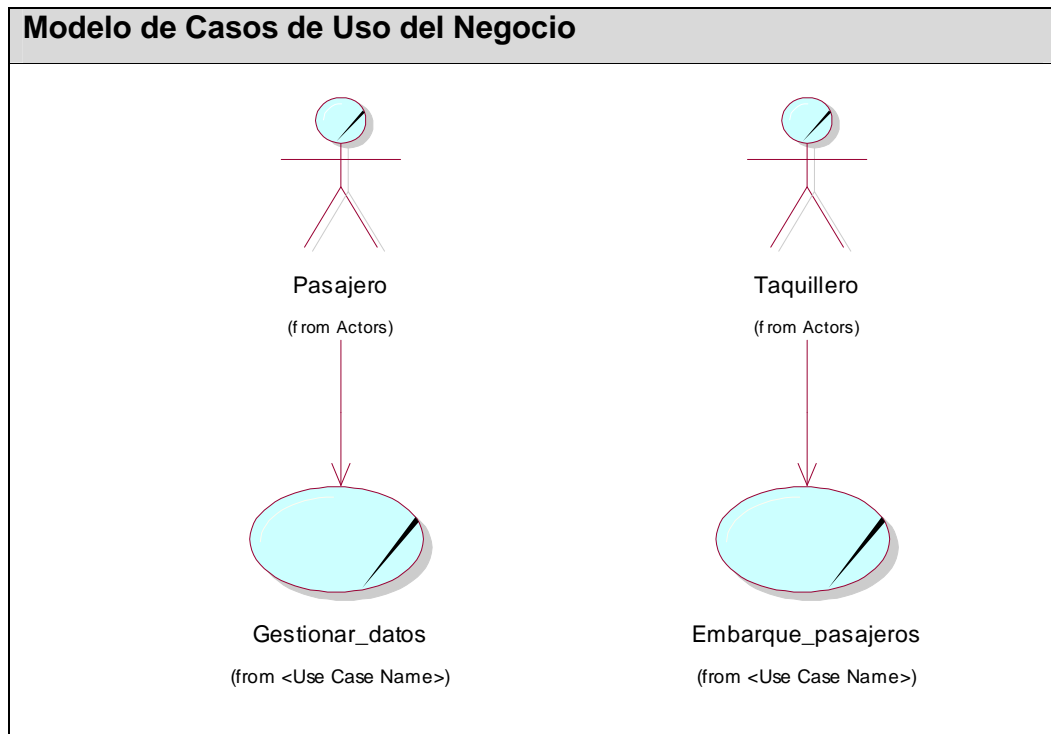 Modelo de Casos de Uso del Negocio
Pasajero
(from Actors)
Taquillero
(from Actors)
Gestionar_datos
(from <Use Case Name>)
Embarque_pasajeros
(from <Use Case Name>)